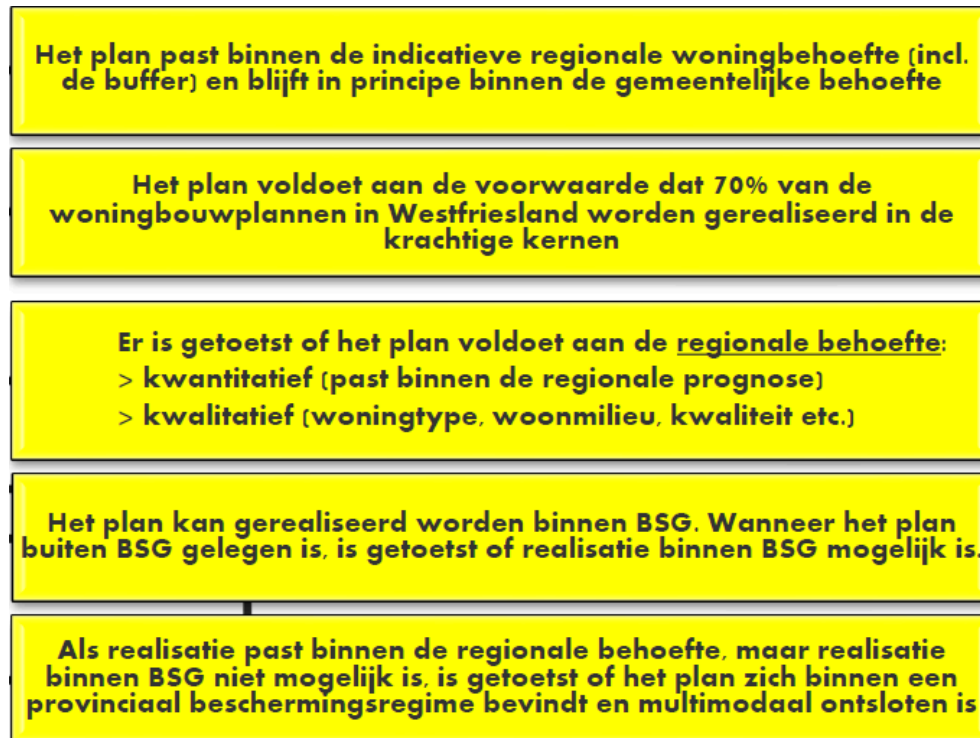 Het plan past binnen de indicatieve regionale woningbehoefte (incl.
de buffer) en blijft in principe binnen de gemeentelijke behoefte
Het plan voldoet aan de voorwaarde dat 70% van de
woningbouwplannen in Westfriesland worden gerealiseerd in de
krachtige kernen
Er is getoetst of het plan voldoet aan de regionale behoefte:
> kwantitatief (past binnen de regionale prognose)
> kwalitatief (woningtype, woonmilieu, kwaliteit etc.)
Het plan kan gerealiseerd worden binnen BSG. Wanneer het plan
buiten BSG gelegen is, is getoetst of realisatie binnen BSG mogelijk is.
Als realisatie past binnen de regionale behoefte, maar realisatie
binnen BSG niet mogelijk is, is getoetst of het plan zich binnen een
provinciaal beschermingsregime bevindt en multimodaal ontsloten is